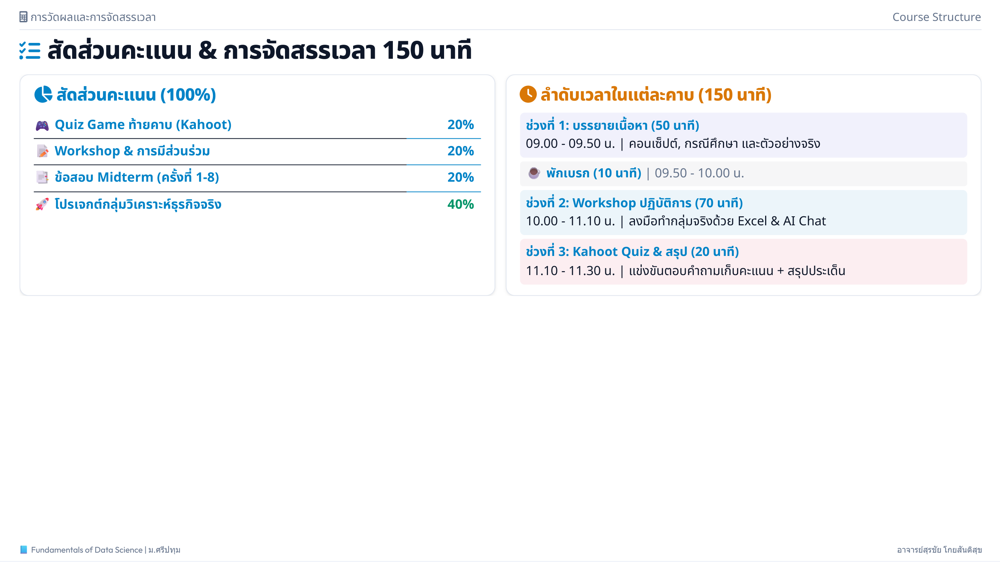 การวัดผลและการจัดสรรเวลา
Course Structure
สัดส่วนคะแนน & การจัดสรรเวลา 150 นาที
สัดส่วนคะแนน (100%)
Quiz Game ท้ายคาบ (Kahoot) 20%
Workshop & การมีส่วนร่วม 20%
ข้อสอบ Midterm (ครั้งที่ 1-8) 20%
โปรเจกต์กลุ่มวิเคราะห์ธุรกิจจริง 40%
ลำดับเวลาในแต่ละคาบ (150 นาที)
ช่วงที่ 1: บรรยายเนื้อหา (50 นาที)
09.00 - 09.50 น. | คอนเซ็ปต์, กรณีศึกษา และตัวอย่างจริง
พักเบรก (10 นาที) | 09.50 - 10.00 น.
ช่วงที่ 2: Workshop ปฏิบัติการ (70 นาที)
10.00 - 11.10 น. | ลงมือทำกลุ่มจริงด้วย Excel & AI Chat
ช่วงที่ 3: Kahoot Quiz & สรุป (20 นาที)
11.10 - 11.30 น. | แข่งขันตอบคำถามเก็บคะแนน + สรุปประเด็น
Fundamentals of Data Science | ม.ศรีปทุม
อาจารย์สุรชัย โกยสันติสุข